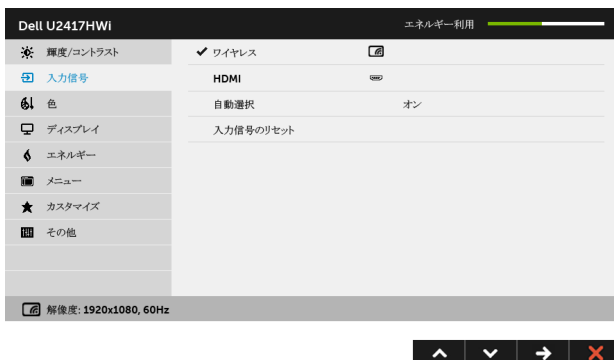 Dell U2417HWi エネルギー利用
輝度/コントラスト ワイヤレス
入力信号 HDMI
色 自動選択 オン
ディスプレイ 入力信号のリセット
エネルギー
メニュー
カスタマイズ
その他
解像度: 1920x1080, 60Hz